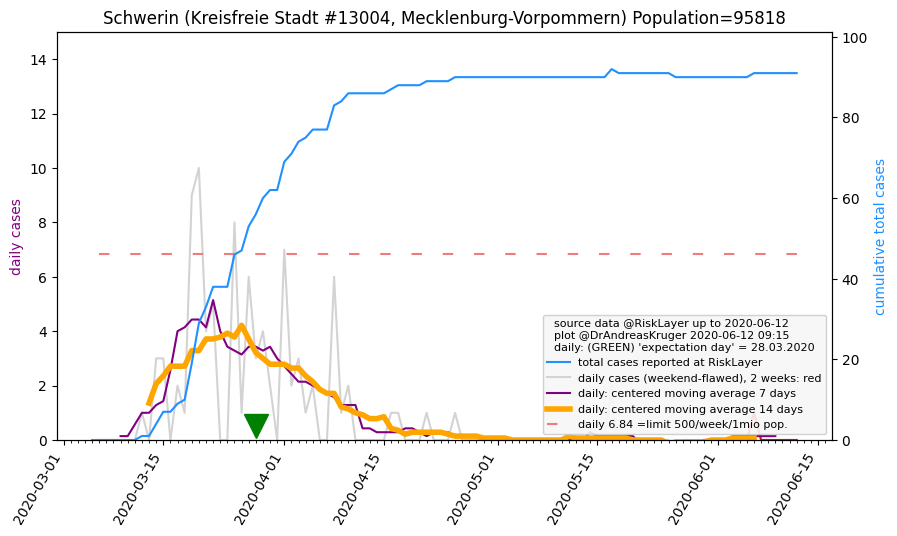 Schwerin (Kreisfreie Stadt #13004, Mecklenburg-Vorpommern) Population=95818
14
12
10
8
6
4
2
0
daily cases
100
80
60
40
20
0
cumulative total cases
source data @RiskLayer up to 2020-06-12
plot @DrAndreasKruger 2020-06-12 09:15
daily: (GREEN) 'expectation day' = 28.03.2020
total cases reported at RiskLayer
daily cases (weekend-flawed), 2 weeks: red
daily: centered moving average 7 days
daily: centered moving average 14 days
daily 6.84 =limit 500/week/1mio pop.
2020-03-01
2020-03-15
2020-04-01
2020-04-15
2020-05-01
2020-05-15
2020-06-01
2020-06-15